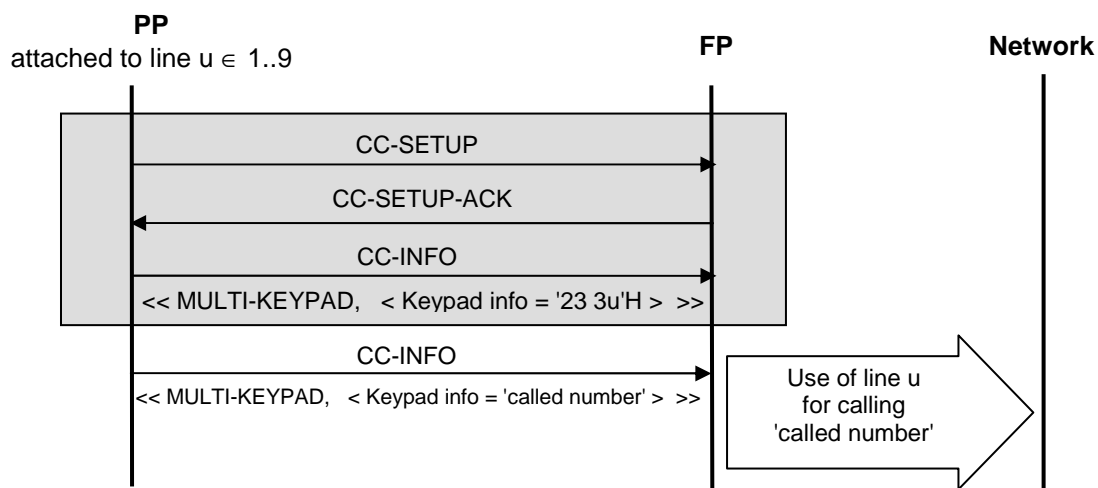 PP
attached to line u ∈ 1..9
FP
Network
CC-SETUP
CC-SETUP-ACK
CC-INFO
<< MULTI-KEYPAD, < Keypad info = '23 3u'H > >>
CC-INFO
<< MULTI-KEYPAD, < Keypad info = 'called number' > >>
Use of line u
for calling
'called number'